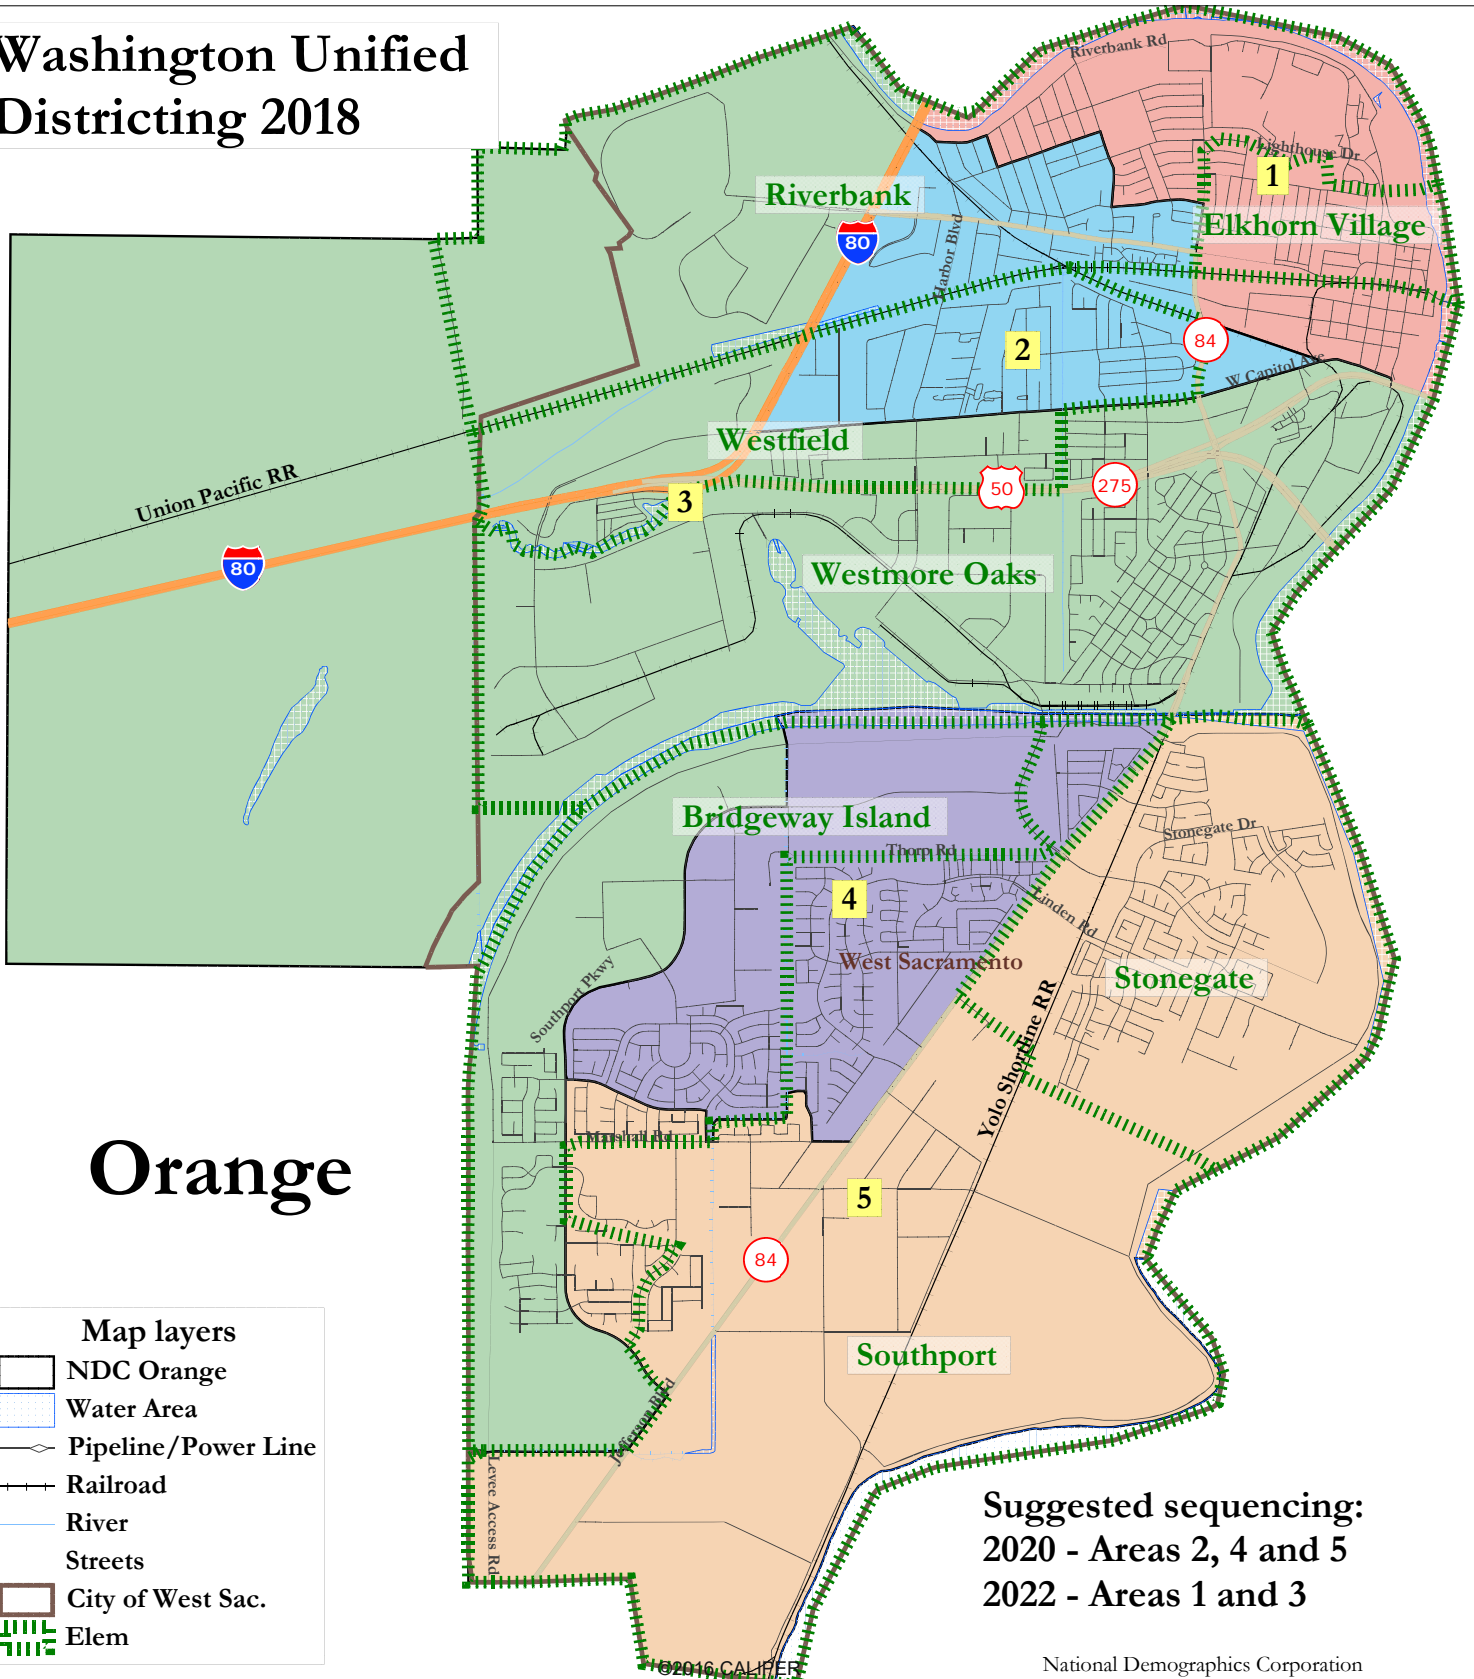 Washington Unified
Districting 2018
Riverbank Rd
Lighthouse Dr
1
Riverbank
Elkhorn Village
80
Harbor Blvd
2
84
W Capitol Ave
Westfield
Union Pacific RR
3
50
275
80
Westmore Oaks
Bridgeway Island
Stonegate Dr
Thorp Rd
4
Linden Rd
West Sacramento
Stonegate
Southport Pkwy
Yolo Shortline RR
Marshall Rd
Orange
5
84
Southport
Jefferson Blvd
Levee Access Rd
Map layers
NDC Orange
Water Area
Pipeline/Power Line
Railroad
River
Streets
City of West Sac.
Elem
Suggested sequencing:
2020 - Areas 2, 4 and 5
2022 - Areas 1 and 3
©2016 CALIPER
National Demographics Corporation